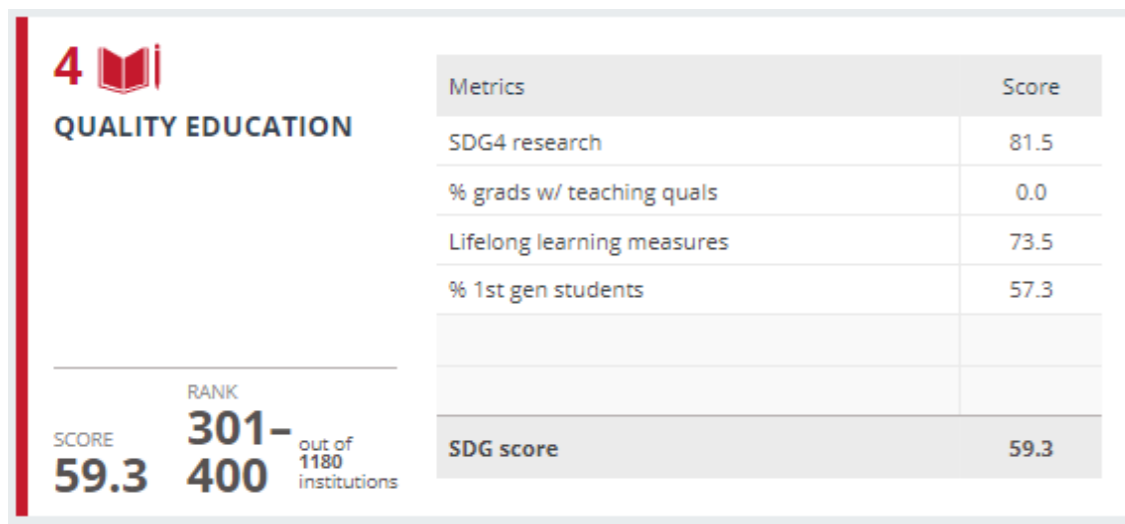 4
QUALITY EDUCATION
SCORE
59.3
RANK
301–
400
out of
1180
institutions
Metrics Score
SDG4 research 81.5
% grads w/ teaching quals 0.0
Lifelong learning measures 73.5
% 1st gen students 57.3
SDG score 59.3